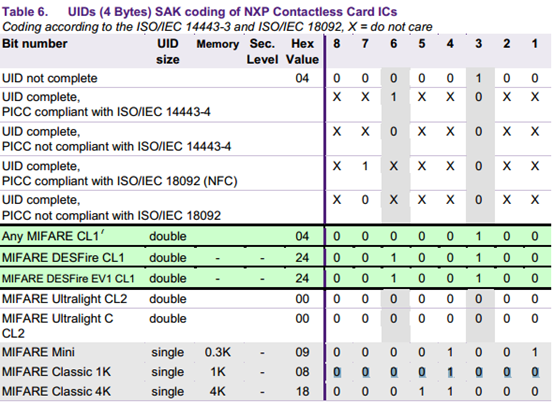 Table 6. UIDs (4 Bytes) SAK coding of NXP Contactless Card ICs
Coding according to the ISO/IEC 14443-3 and ISO/IEC 18092, X = do not care
Bit number UID size Memory Sec. Level Hex Value 8 7 6 5 4 3 2 1
UID not complete 04 0 0 0 0 0 1 0 0
UID complete, X X 1 X X 0 X X
PICC compliant with ISO/IEC 14443-4
UID complete, X X 0 X X 0 X X
PICC not compliant with ISO/IEC 14443-4
UID complete, X 1 X X X 0 X X
PICC compliant with ISO/IEC 18092 (NFC)
UID complete, X 0 X X X 0 X X
PICC not compliant with ISO/IEC 18092
Any MIFARE CL1 double 04 0 0 0 0 0 1 0 0
MIFARE DESFire CL1 double - - 24 0 0 1 0 0 1 0 0
MIFARE DESFire EV1 CL1 double - - 24 0 0 1 0 0 1 0 0
MIFARE Ultralight CL2 double 00 0 0 0 0 0 0 0 0
MIFARE Ultralight C double 00 0 0 0 0 0 0 0 0
CL2
MIFARE Mini single 0.3K - 09 0 0 0 0 1 0 0 1
MIFARE Classic 1K single 1K - 08 0 0 0 0 1 0 0 0
MIFARE Classic 4K single 4K - 18 0 0 0 1 1 0 0 0